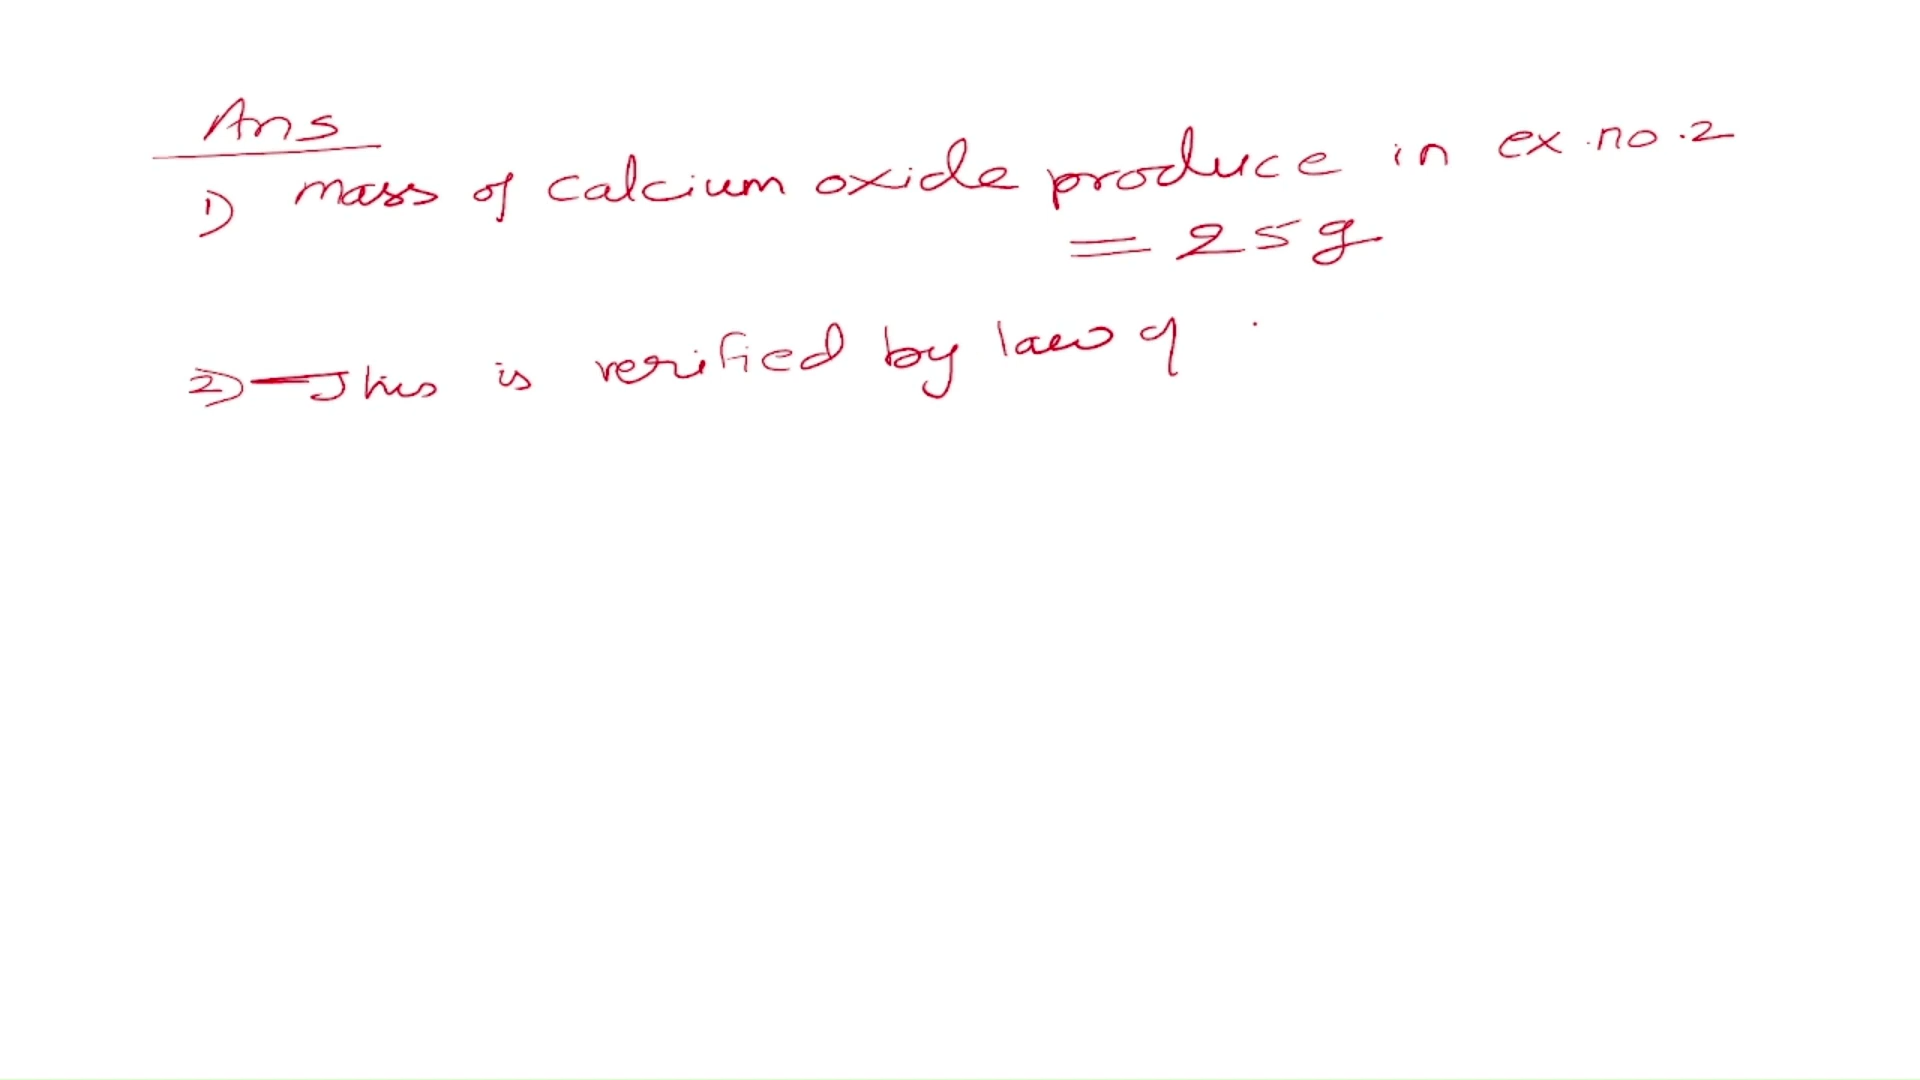 Ans
1) mass of calcium oxide produce in ex.no.2
= 25g
2) This is verified by law of